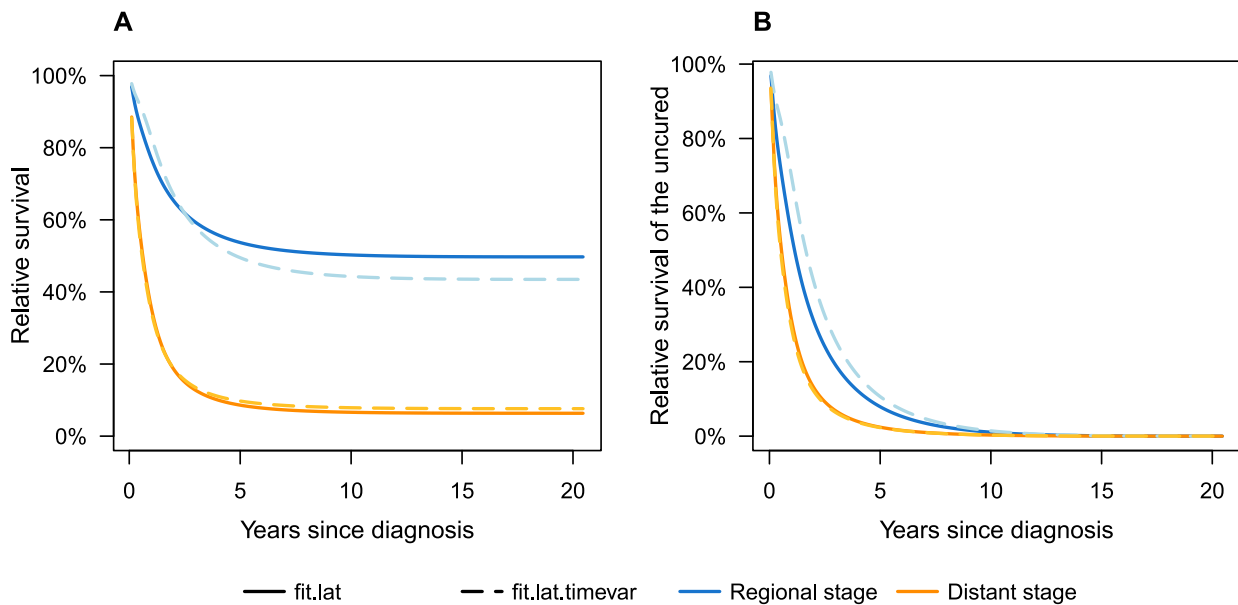 A
Relative survival
100%
80%
60%
40%
20%
0%
0 5 10 15 20
Years since diagnosis
B
Relative survival of the uncured
100%
80%
60%
40%
20%
0%
0 5 10 15 20
Years since diagnosis
fit.lat fit.lat.timevar Regional stage Distant stage